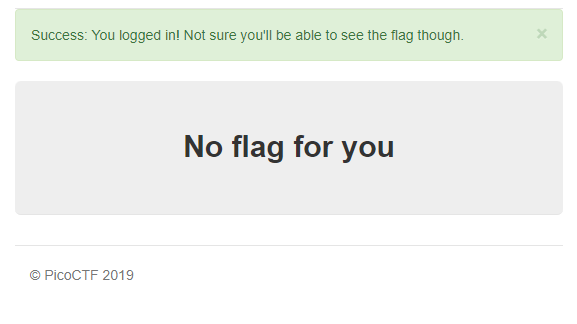 Success: You logged in! Not sure you'll be able to see the flag though. ×
No flag for you
© PicoCTF 2019